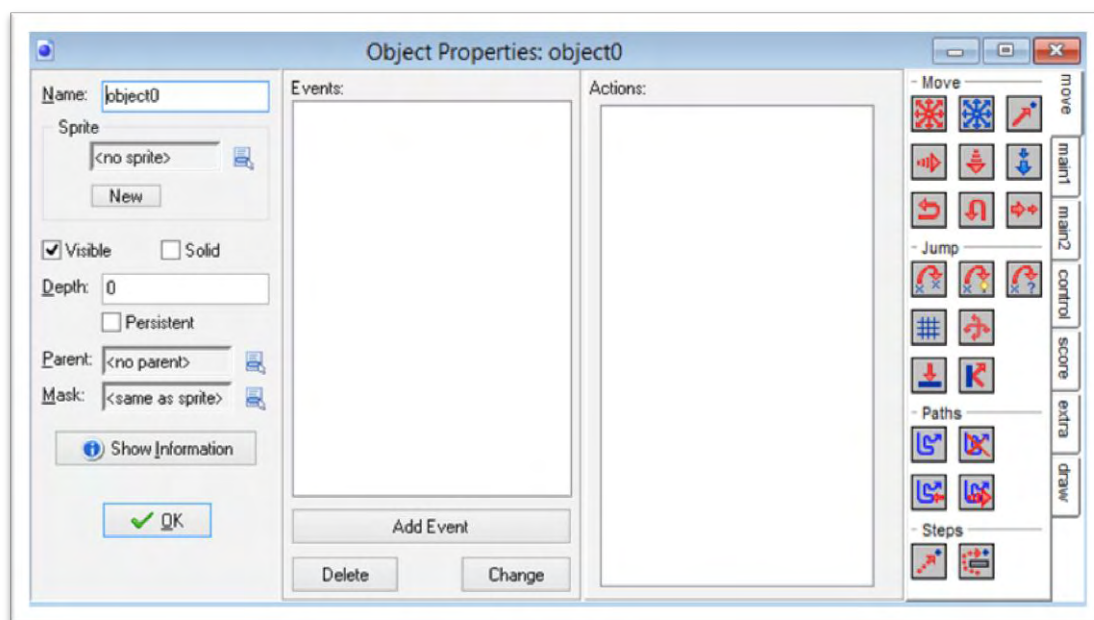 Object Properties: object0
Name: object0
Sprite
<no sprite>
New
Visible
Solid
Depth: 0
Persistent
Parent: <no parent>
Mask: <same as sprite>
Show Information
OK
Events:
Add Event
Delete
Change
Actions:
Move
Jump
Paths
Steps
move
main1
main2
control
score
extra
draw